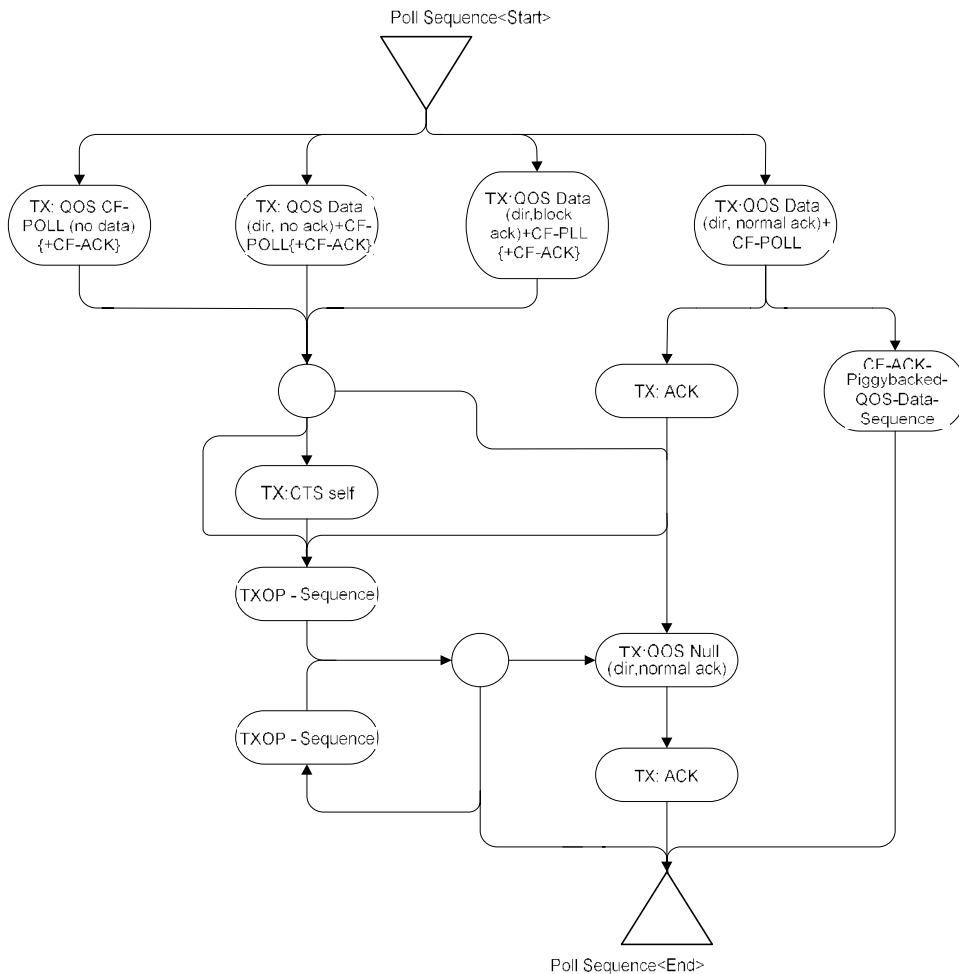 Poll Sequence<Start>
TX: QOS CF-
POLL (no data)
{+CF-ACK}
TX: QOS Data
(dir, no ack)+CF-
POLL{+CF-ACK}
TX:QOS Data
(dir,block
ack)+CF-PLL
{+CF-ACK}
TX:QOS Data
(dir, normal ack)+
CF-POLL
TX: ACK
CF-ACK-
Piggybacked-
QOS-Data-
Sequence
TX:CTS self
TXOP - Sequence
TX:QOS Null
(dir,normal ack)
TXOP - Sequence
TX: ACK
Poll Sequence<End>